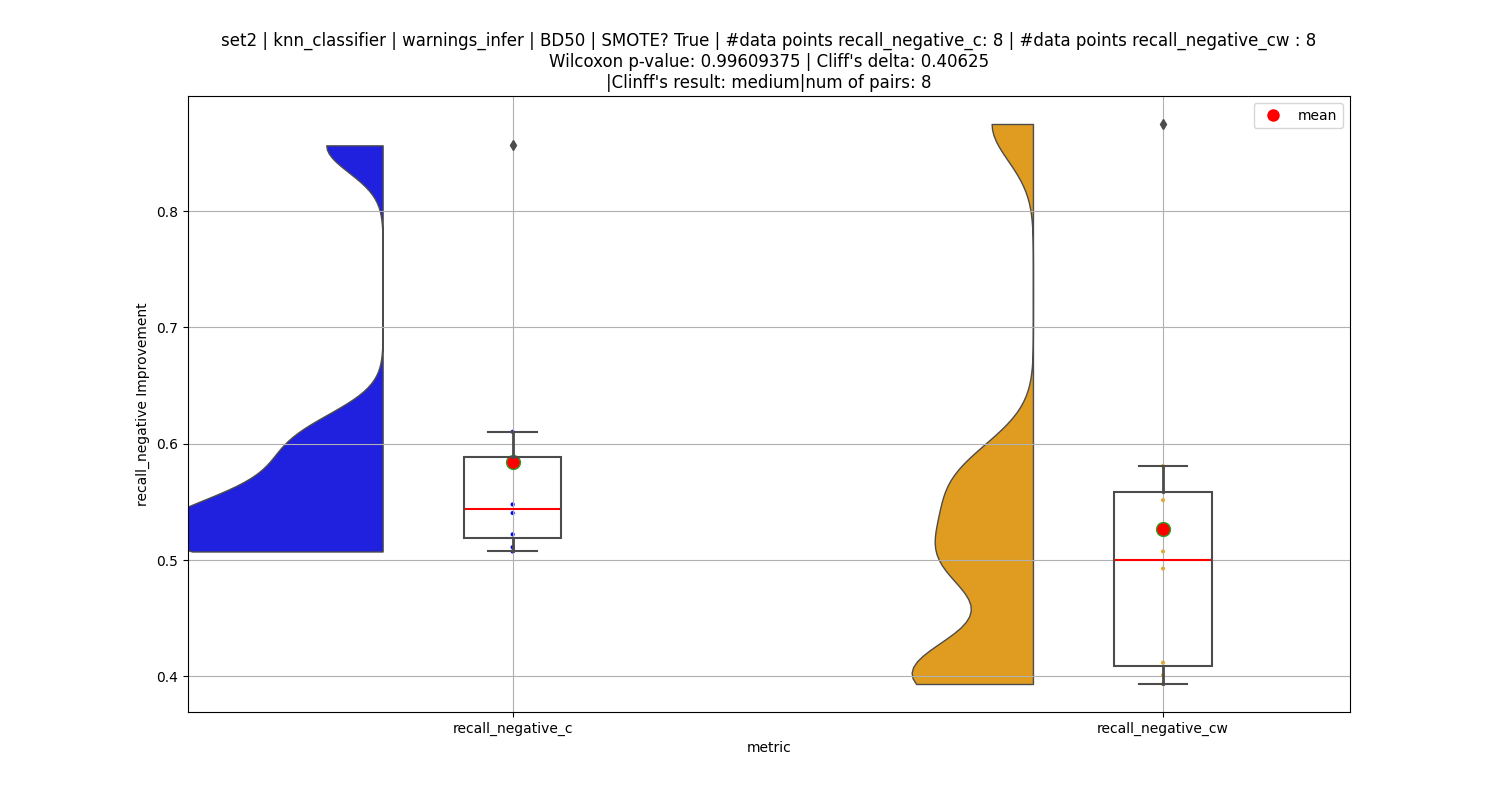 set2 | knn_classifier | warnings_infer | BD50 | SMOTE? True | #data points recall_negative_c: 8 | #data points recall_negative_cw : 8
Wilcoxon p-value: 0.99609375 | Cliff's delta: 0.40625
|Clinff's result: medium|num of pairs: 8
mean
0.8
0.7
0.6
0.5
0.4
recall_negative Improvement
recall_negative_c
recall_negative_cw
metric